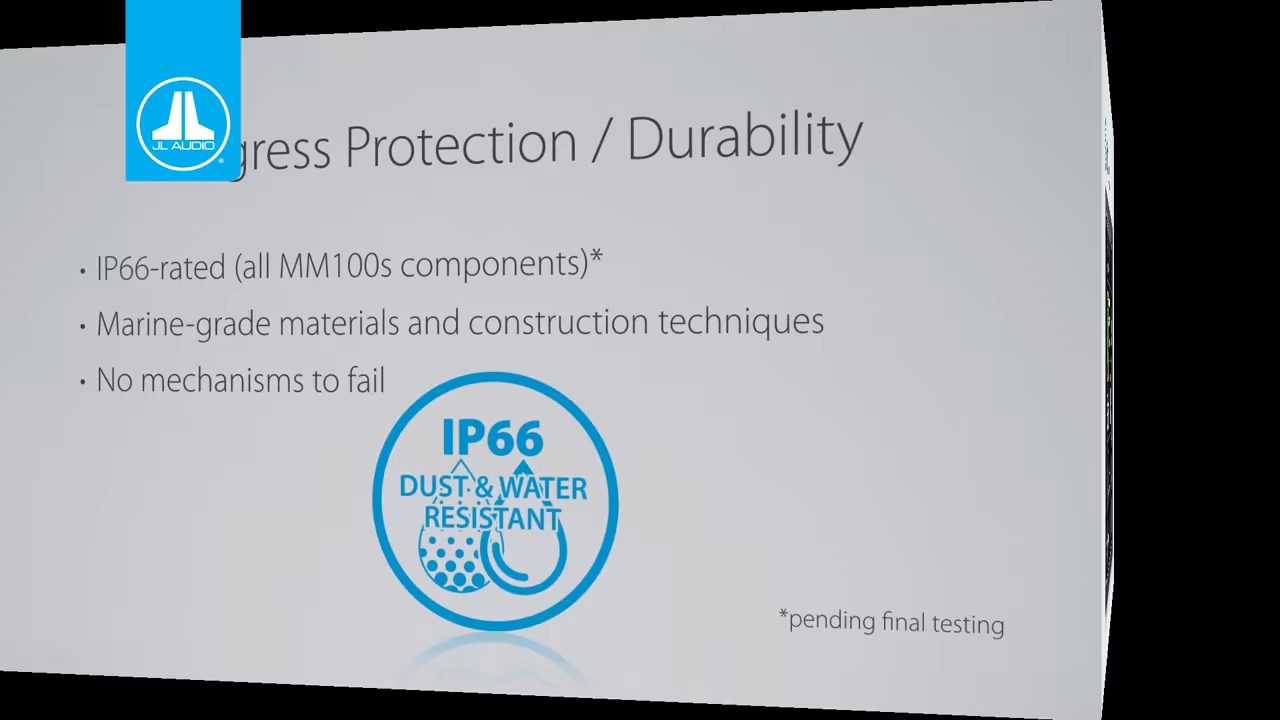 JL AUDIO
gress Protection / Durability
• IP66-rated (all MM100s components)*
• Marine-grade materials and construction techniques
• No mechanisms to fail
IP66
DUST & WATER
RESISTANT
*pending final testing